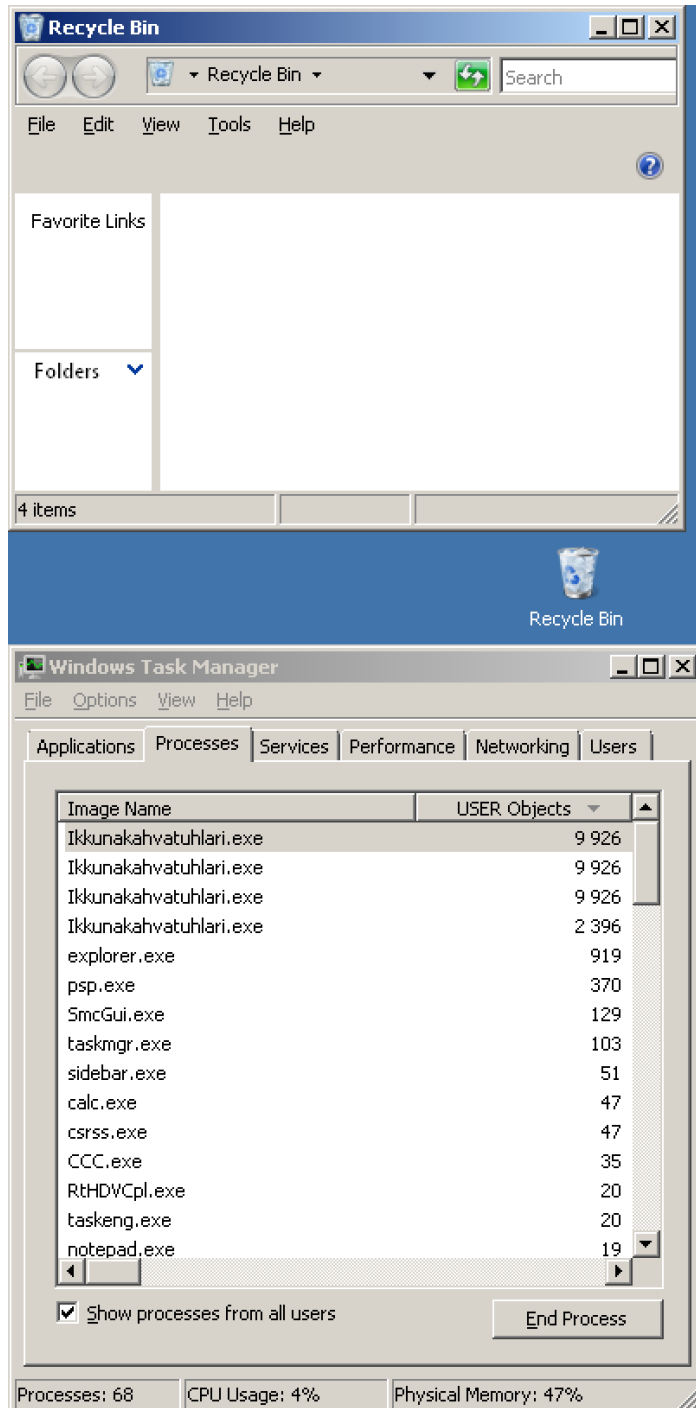 Recycle Bin
Recycle Bin
Search
File Edit View Tools Help
Favorite Links
Folders
4 items
Recycle Bin
Windows Task Manager
File Options View Help
Applications Processes Services Performance Networking Users
Image Name USER Objects
Ikkunakahvatuhlari.exe 9 926
Ikkunakahvatuhlari.exe 9 926
Ikkunakahvatuhlari.exe 9 926
Ikkunakahvatuhlari.exe 2 396
explorer.exe 919
psp.exe 370
SmcGui.exe 129
taskmgr.exe 103
sidebar.exe 51
calc.exe 47
csrss.exe 47
CCC.exe 35
RtHDVCpl.exe 20
taskeng.exe 20
notepad.exe 19
Show processes from all users
End Process
Processes: 68 CPU Usage: 4% Physical Memory: 47%